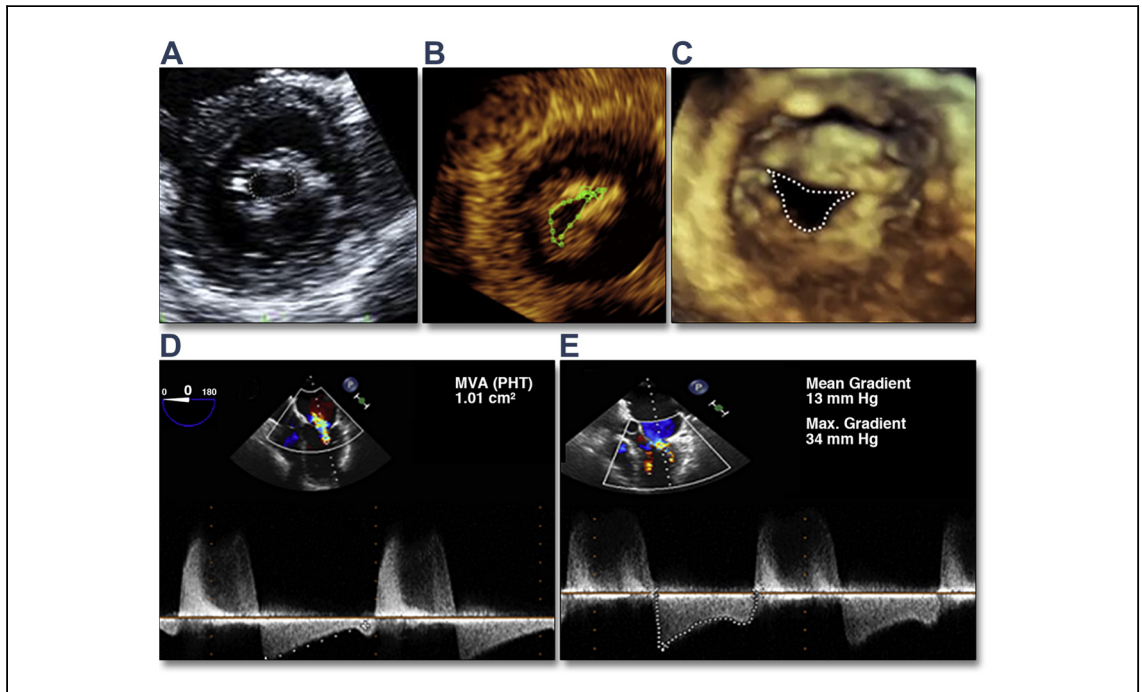 A
B
C
D
E
0 0 180
P
MVA (PHT)
1.01 cm²
P
Mean Gradient
13 mm Hg
Max. Gradient
34 mm Hg